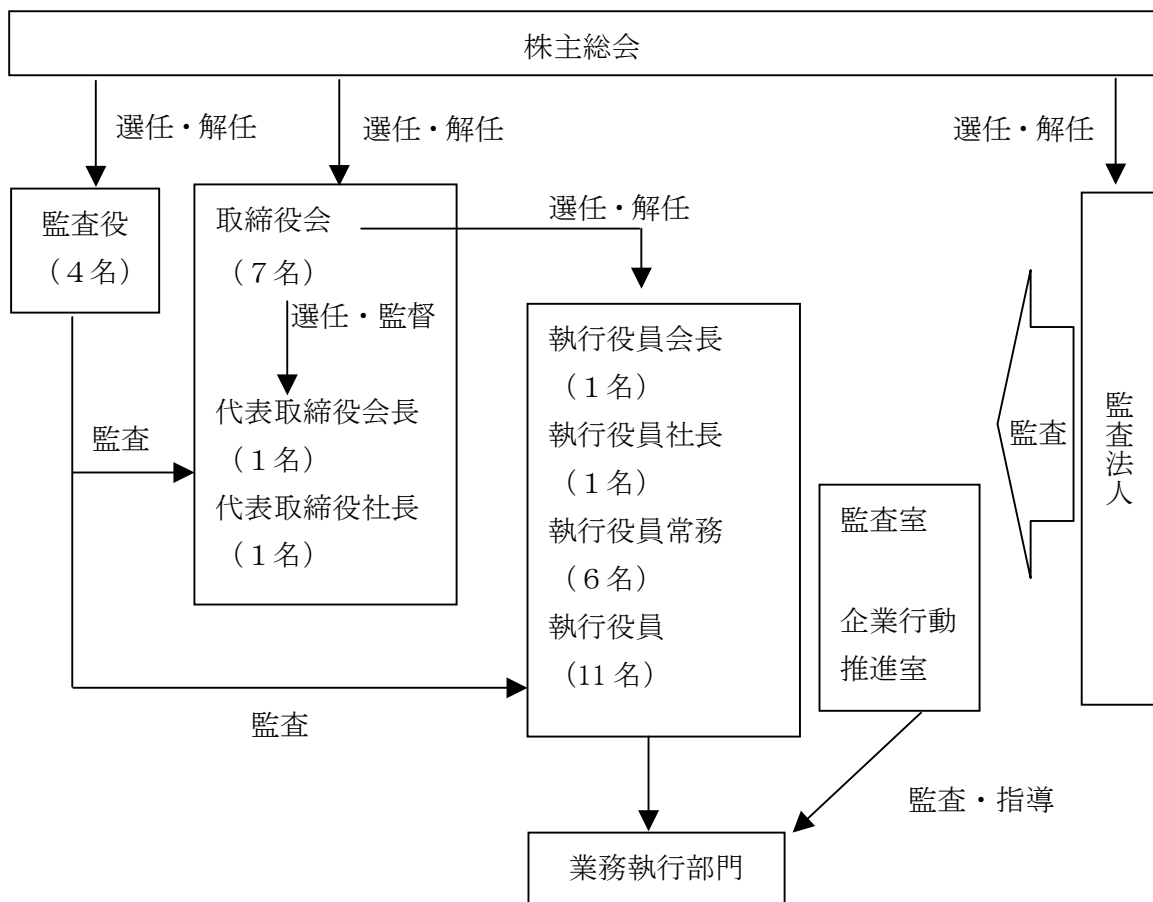 株主総会
選任・解任
選任・解任
選任・解任
監査役
（４名）
取締役会
（７名）
選任・監督
代表取締役会長
（１名）
代表取締役社長
（１名）
選任・解任
執行役員会長
（１名）
執行役員社長
（１名）
執行役員常務
（６名）
執行役員
（11 名）
監査
監査
監査室
企業行動
推進室
監査
監査法人
監査・指導
業務執行部門